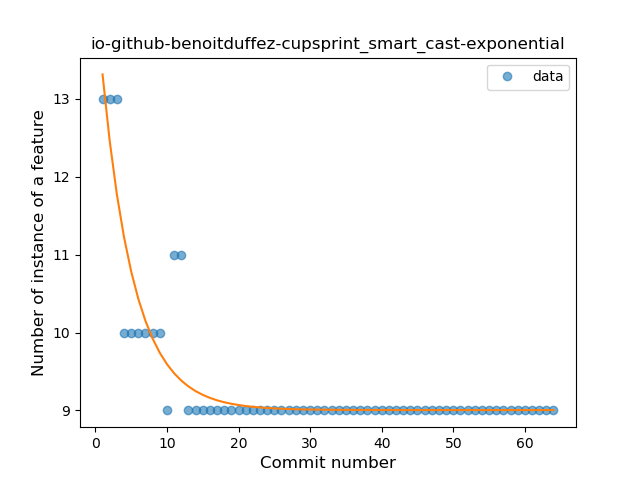 io-github-benoitduffez-cupsprint_smart_cast-exponential
data
Number of instance of a feature
13
12
11
10
9
0 10 20 30 40 50 60
Commit number